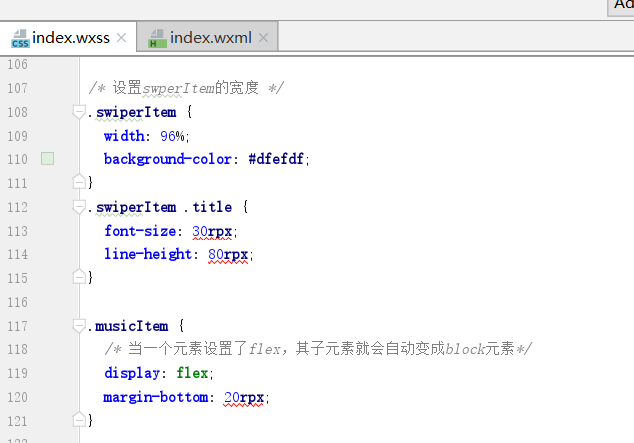 Ad
index.wxss
index.wxml
106
107 /* 设置swperItem的宽度 */
108 .swiperItem {
109 width: 96%;
110 background-color: #dfefdf;
111 }
112 .swiperItem .title {
113 font-size: 30rpx;
114 line-height: 80rpx;
115 }
116
117 .musicItem {
118 /* 当一个元素设置了flex，其子元素就会自动变成block元素*/
119 display: flex;
120 margin-bottom: 20rpx;
121 }